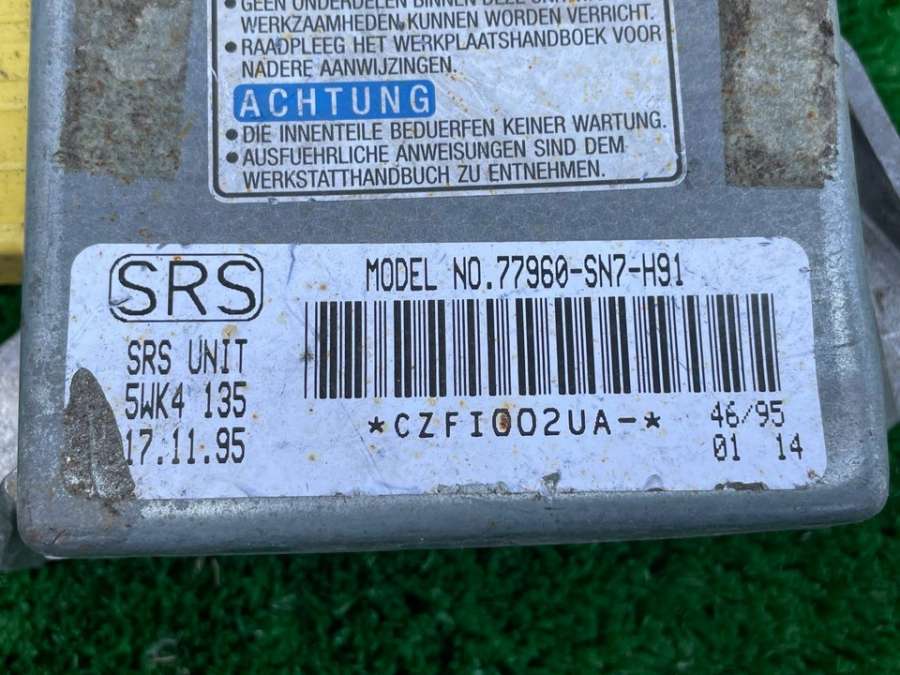 • GEEN ONDERDELEN BINNEN DEZE
WERKZAAMHEDEN KUNNEN WORDEN VERRICHT.
• RAADPLEEG HET WERKPLAATSHANDBOEK VOOR
NADERE AANWIJZINGEN.
ACHTUNG
• DIE INNENTEILE BEDUERFEN KEINER WARTUNG.
• AUSFUEHRLICHE ANWEISUNGEN SIND DEM
WERKSTATTHANDBUCH ZU ENTNEHMEN.
SRS
MODEL NO.77960-SN7-H91
SRS UNIT
5WK4 135
17.11.95
*CZFI002UA-*
46/95
01 14